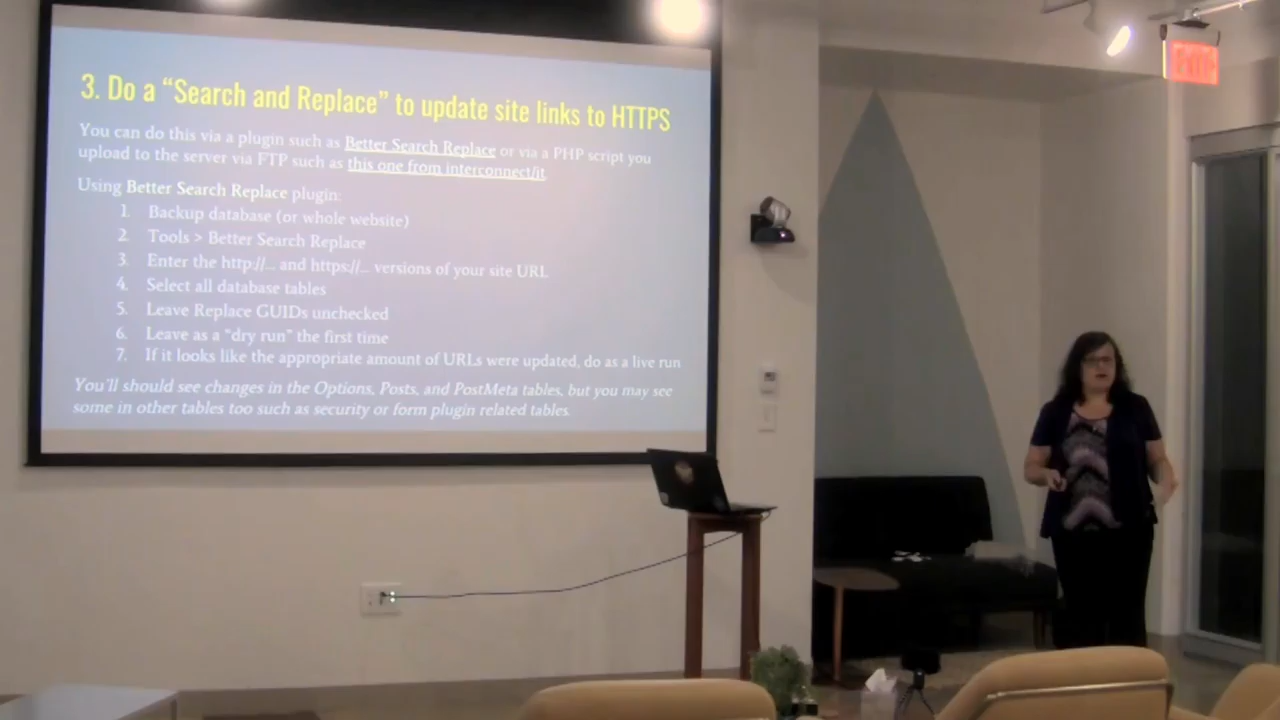 3. Do a “Search and Replace” to update site links to HTTPS
You can do this via a plugin such as Better Search Replace or via a PHP script you
upload to the server via FTP such as this one from interconnect/it.
Using Better Search Replace plugin:
1. Backup database (or whole website)
2. Tools > Better Search Replace
3. Enter the http://... and https://... versions of your site URL
4. Select all database tables
5. Leave Replace GUIDs unchecked
6. Leave as a “dry run” the first time
7. If it looks like the appropriate amount of URLs were updated, do as a live run
You’ll should see changes in the Options, Posts, and PostMeta tables, but you may see
some in other tables too such as security or form plugin related tables.
EXIT